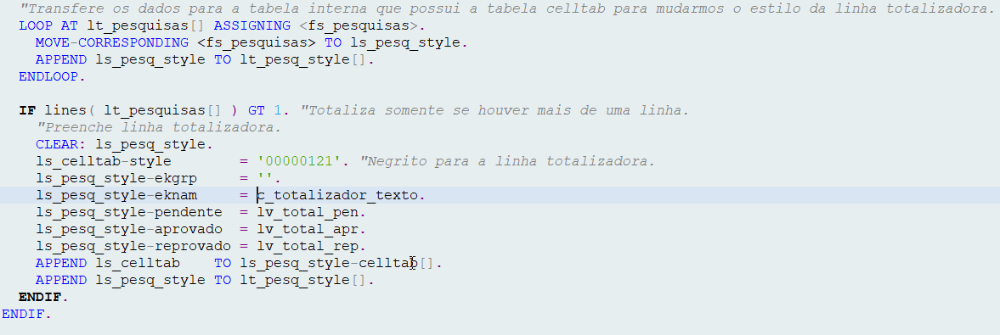 "Transfere os dados para a tabela interna que possui a tabela celltab para mudarmos o estilo da linha totalizadora.
LOOP AT lt_pesquisas[] ASSIGNING <fs_pesquisas>.
MOVE-CORRESPONDING <fs_pesquisas> TO ls_pesq_style.
APPEND ls_pesq_style TO lt_pesq_style[].
ENDLOOP.
IF lines( lt_pesquisas[] ) GT 1. "Totaliza somente se houver mais de uma linha.
"Preenche linha totalizadora.
CLEAR: ls_pesq_style.
ls_celltab-style = '00000121'. "Negrito para a linha totalizadora.
ls_pesq_style-ekgrp = ''.
ls_pesq_style-eknam = c_totalizador_texto.
ls_pesq_style-pendente = lv_total_pen.
ls_pesq_style-aprovado = lv_total_apr.
ls_pesq_style-reprovado = lv_total_rep.
APPEND ls_celltab TO ls_pesq_style-celltab[].
APPEND ls_pesq_style TO lt_pesq_style[].
ENDIF.
ENDIF.